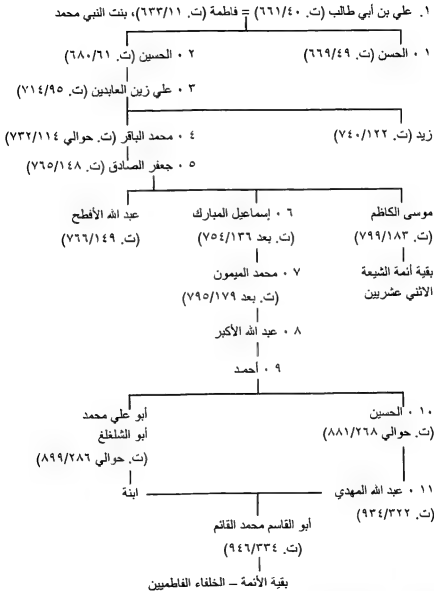 ١. علي بن أبي طالب (ت. ٦٦١/٤٠) = فاطمة (ت. ٦٣٣/١١)، بنت النبي محمد
١ ٠ الحسن (ت. ٦٦٩/٤٩)
٢ ٠ الحسين (ت. ٦٨٠/٦١)
٣ ٠ علي زين العابدين (ت. ٧١٤/٩٥)
زيد (ت. ٧٤٠/١٢٢)
٤ ٠ محمد الباقر (ت. حوالي ٧٣٢/١١٤)
٥ ٠ جعفر الصادق (ت. ٧٦٥/١٤٨)
موسى الكاظم
(ت. ٧٩٩/١٨٣)
بقية أئمة الشيعة
الاثني عشريين
٦ ٠ إسماعيل المبارك
(ت. بعد ٧٥٤/١٣٦)
عبد الله الأفطح
(ت. ٧٦٦/١٤٩)
٧ ٠ محمد الميمون
(ت. بعد ٧٩٥/١٧٩)
٨ ٠ عبد الله الأكبر
٩ ٠ أحمد
١٠ ٠ الحسين
(ت. حوالي ٨٨١/٢٦٨)
أبو علي محمد
أبو الشلغلغ
(ت. حوالي ٨٩٩/٢٨٦)
١١ ٠ عبد الله المهدي
(ت. ٩٣٤/٣٢٢)
ابنة
أبو القاسم محمد القائم
(ت. ٩٤٦/٣٣٤)
بقية الأئمة – الخلفاء الفاطميين